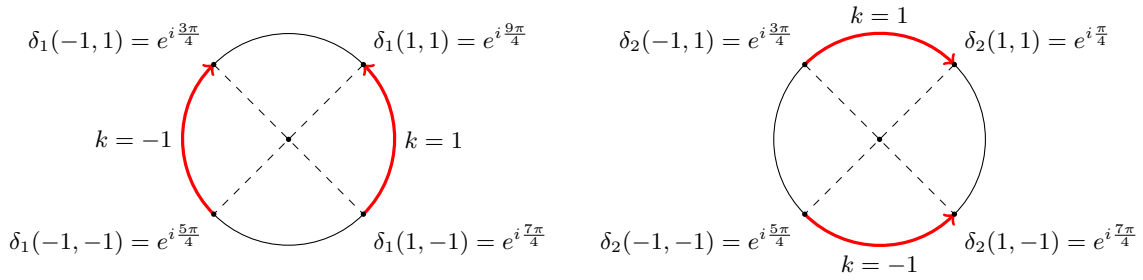 k = 1
δ₁(−1, 1) = e^{i 3π/4}
δ₁(1, 1) = e^{i 9π/4}
δ₂(−1, 1) = e^{i 3π/4}
δ₂(1, 1) = e^{i π/4}
k = −1
k = 1
δ₁(−1, −1) = e^{i 5π/4}
δ₁(1, −1) = e^{i 7π/4}
δ₂(−1, −1) = e^{i 5π/4}
δ₂(1, −1) = e^{i 7π/4}
k = −1